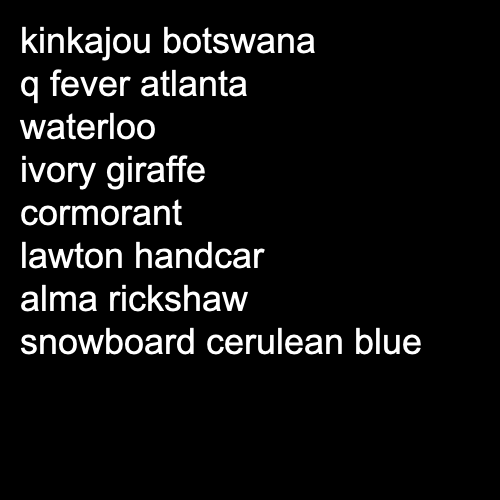 kinkajou botswana
q fever atlanta
waterloo
ivory giraffe
cormorant
lawton handcar
alma rickshaw
snowboard cerulean blue